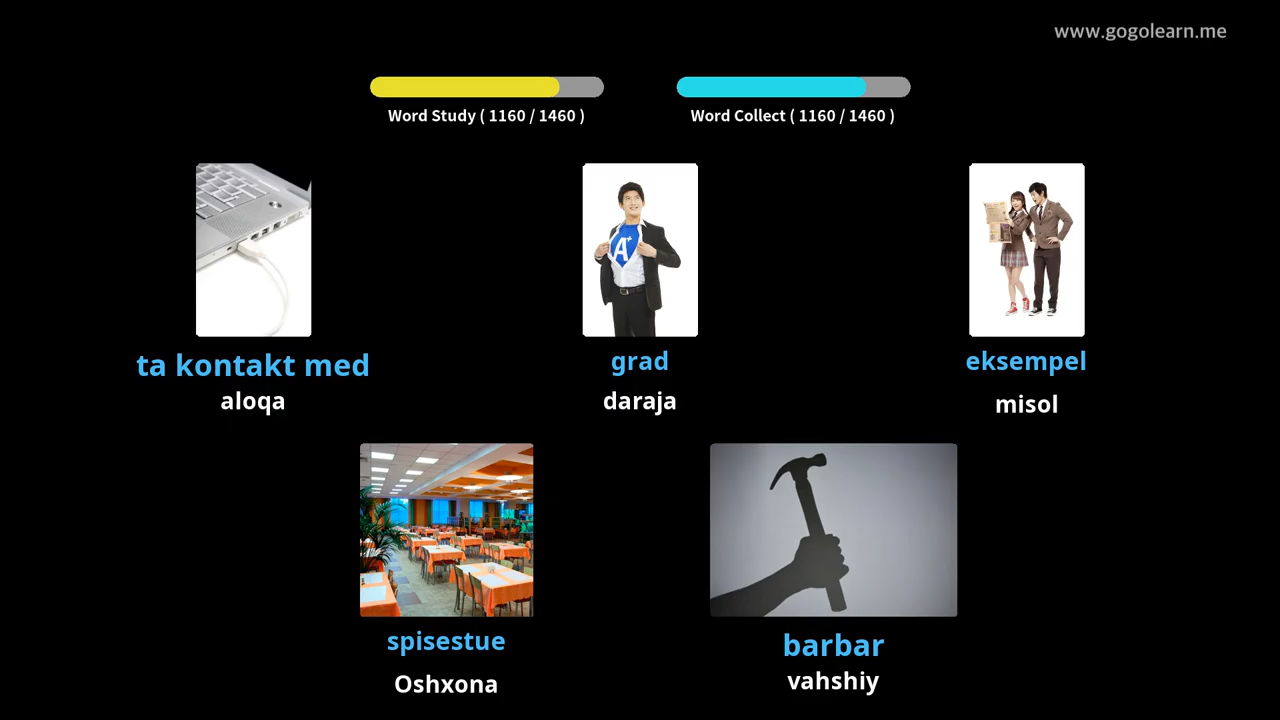 www.gogolearn.me
Word Study ( 1160 / 1460 )
Word Collect ( 1160 / 1460 )
A+
ta kontakt med
aloqa
grad
daraja
eksempel
misol
spisestue
Oshxona
barbar
vahshiy